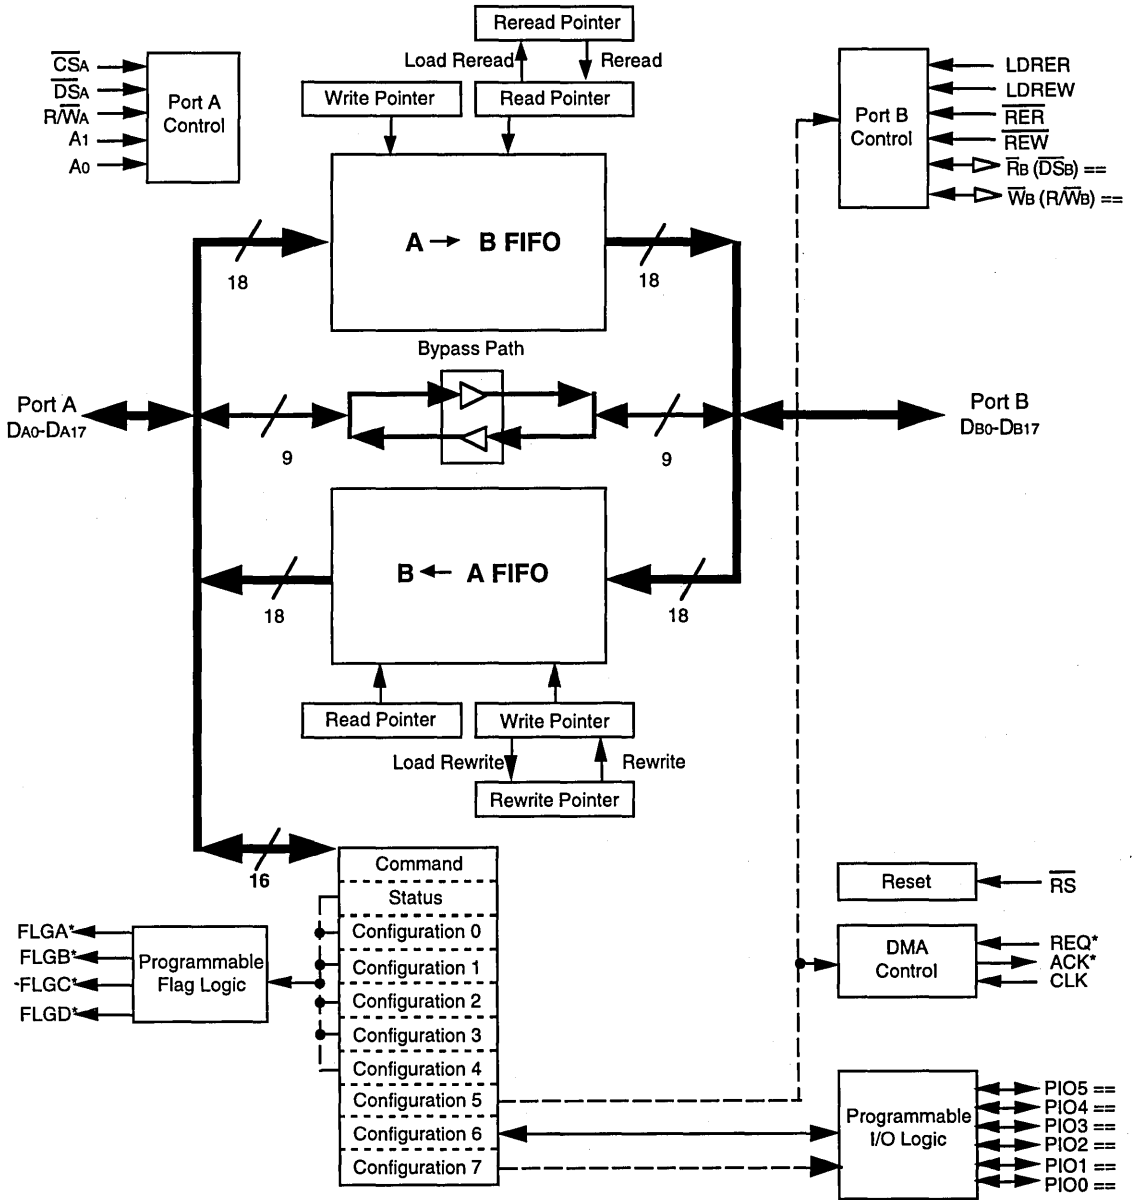 Reread Pointer
Load Reread
Reread
Write Pointer
Read Pointer
CSA
DSA
R/WA
A1
A0
Port A
Control
Port B
Control
LDRER
LDREW
RER
REW
RB (DSB) ==
WB (R/WB) ==
A → B FIFO
18
18
Bypass Path
Port A
DA0-DA17
9
9
Port B
DB0-DB17
B ← A FIFO
18
18
Read Pointer
Write Pointer
Load Rewrite
Rewrite
Rewrite Pointer
16
Command
Status
Configuration 0
Configuration 1
Configuration 2
Configuration 3
Configuration 4
Configuration 5
Configuration 6
Configuration 7
FLGA*
FLGB*
-FLGC*
FLGD*
Programmable
Flag Logic
Reset
RS
DMA
Control
REQ*
ACK*
CLK
Programmable
I/O Logic
PIO5 ==
PIO4 ==
PIO3 ==
PIO2 ==
PIO1 ==
PIO0 ==